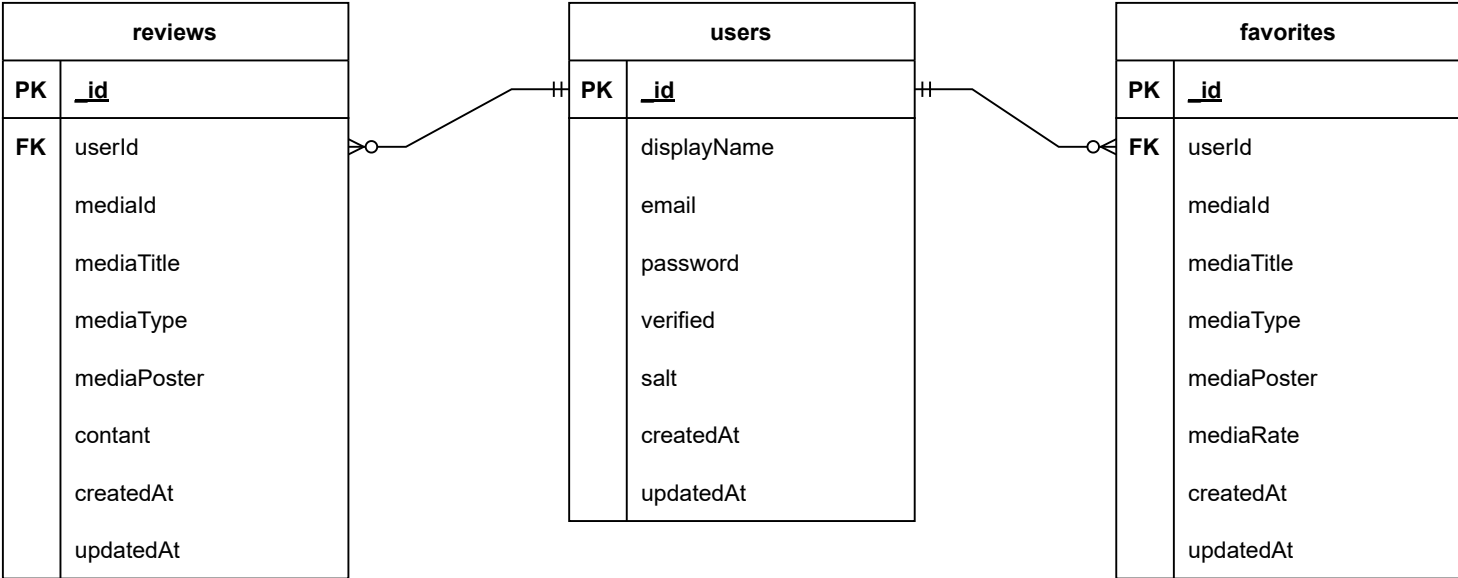 reviews
PK _id
FK userId
mediaId
mediaTitle
mediaType
mediaPoster
contant
createdAt
updatedAt
users
PK _id
displayName
email
password
verified
salt
createdAt
updatedAt
favorites
PK _id
FK userId
mediaId
mediaTitle
mediaType
mediaPoster
mediaRate
createdAt
updatedAt